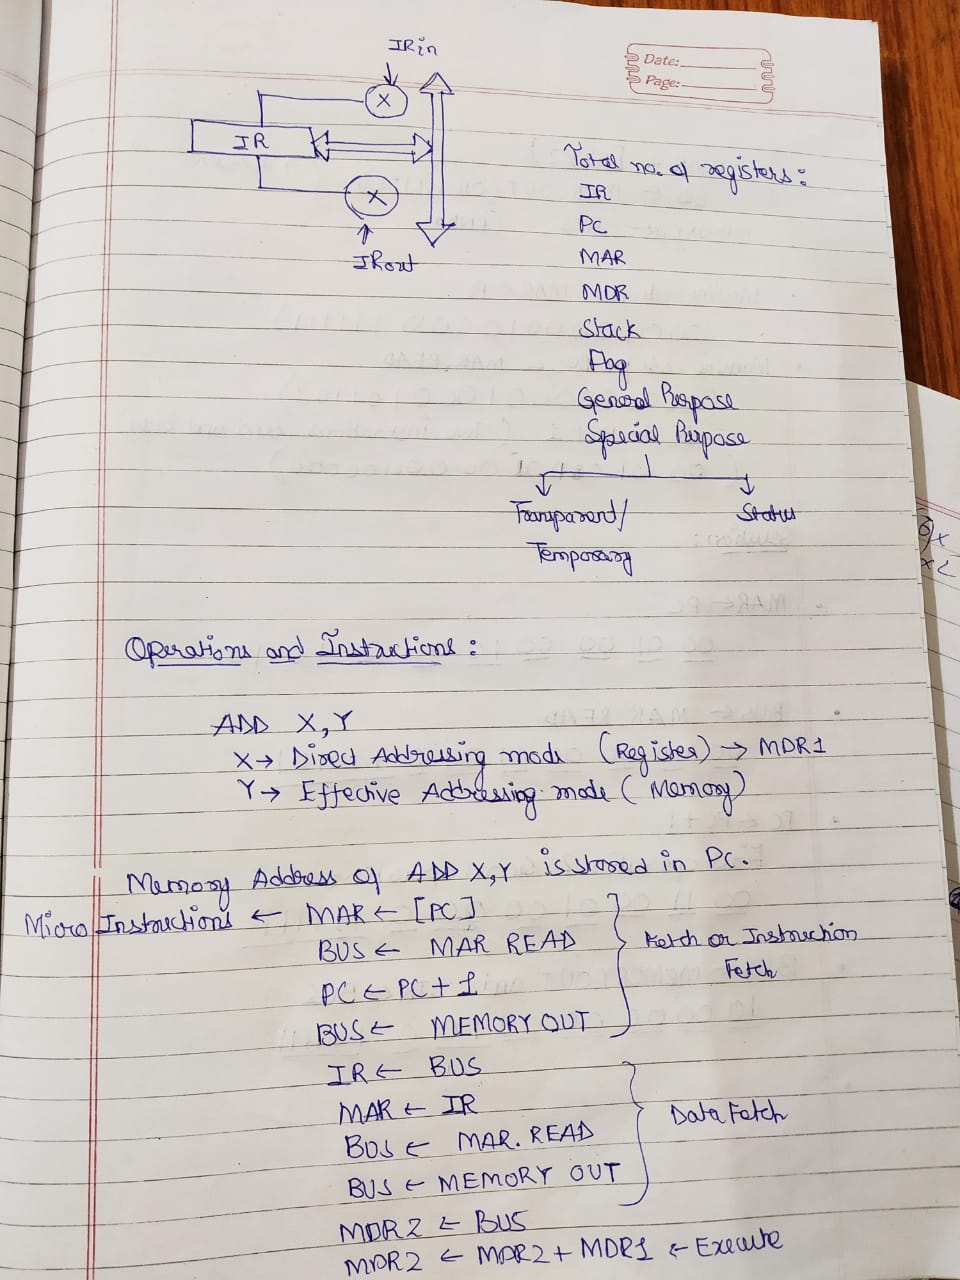 IRin
Date:
Page:
X
IR
X
IRout
Total no. of registers:
IR
PC
MAR
MDR
Stack
Flag
General Purpose
Special Purpose
Transparent/
Temporary
Status
Operations and Instructions:
ADD X,Y
X→ Direct Addressing mode (Register) → MDR1
Y→ Effective Addressing mode (Memory)
Memory Address of ADD X,Y is stored in PC.
Micro Instructions ← MAR ← [PC]
BUS ← MAR READ
Fetch or Instruction
Fetch
PC ← PC + 1
BUS ← MEMORY OUT
IR ← BUS
MAR ← IR
Data Fetch
BUS ← MAR. READ
BUS ← MEMORY OUT
MDR2 ← BUS
MDR2 ← MDR2 + MDR1 ← Execute